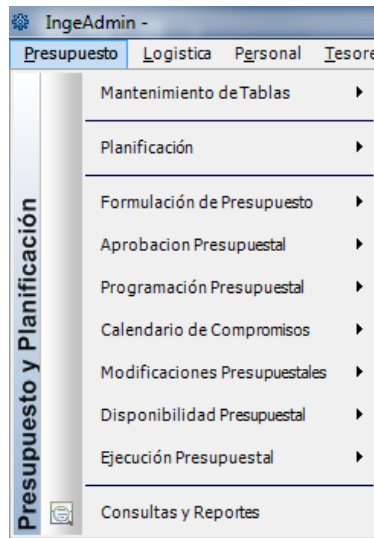 IngeAdmin -
Presupuesto Logistica Personal Tesore
Mantenimiento de Tablas
Planificación
Formulación de Presupuesto
Aprobacion Presupuestal
Programación Presupuestal
Calendario de Compromisos
Modificaciones Presupuestales
Disponibilidad Presupuestal
Ejecución Presupuestal
Consultas y Reportes
Presupuesto y Planificación